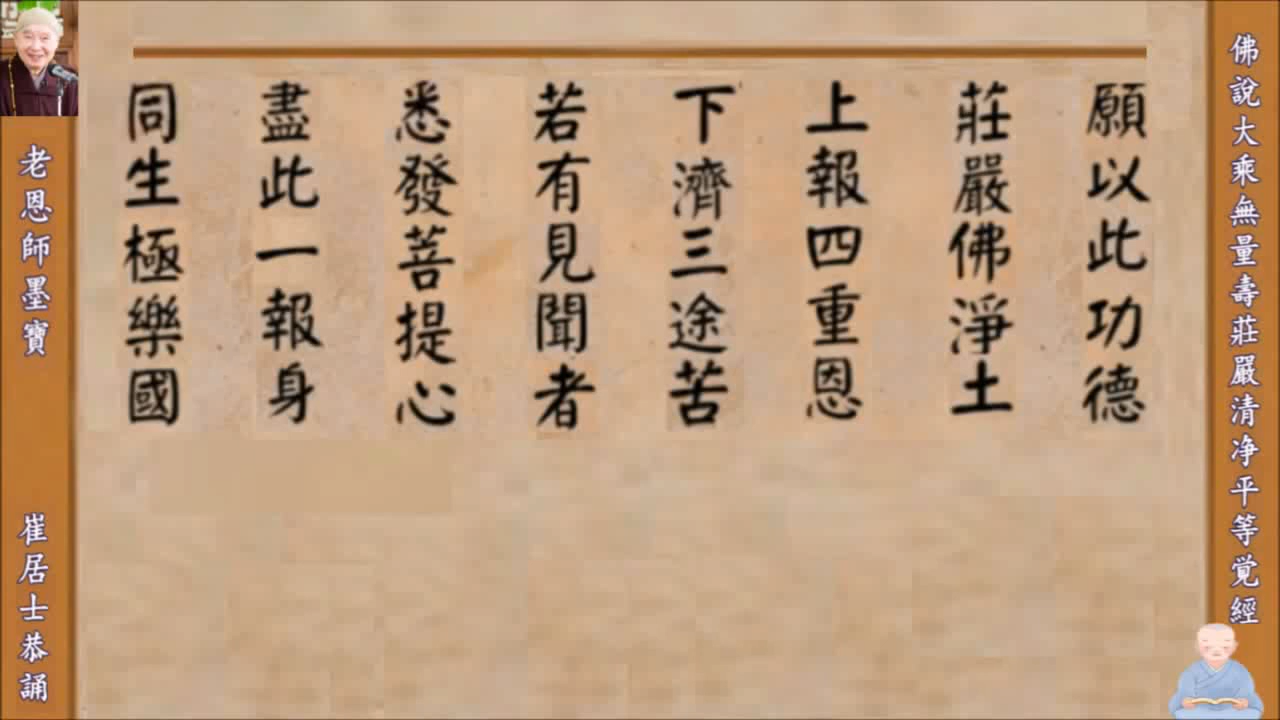 佛說大乘無量壽莊嚴清净平等覚經
願以此功德
莊嚴佛淨土
上報四重恩
下濟三途苦
若有見聞者
悉發菩提心
盡此一報身
同生極樂國
老恩師墨寶
崔居士恭誦